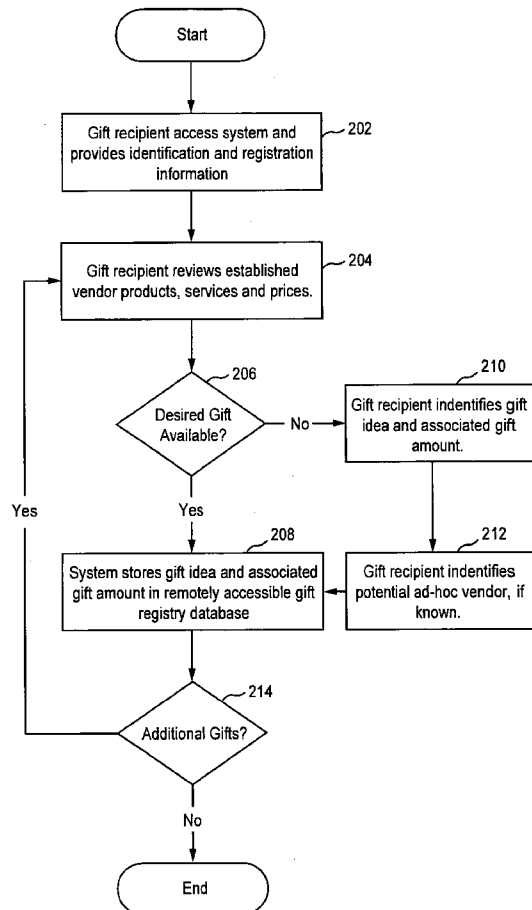 Start
202
Gift recipient access system and
provides identification and registration
information
204
Gift recipient reviews established
vendor products, services and prices.
206
Desired Gift
Available?
No
210
Gift recipient indentifies gift
idea and associated gift
amount.
Yes
Yes
208
System stores gift idea and associated
gift amount in remotely accessible gift
registry database
212
Gift recipient indentifies
potential ad-hoc vendor, if
known.
214
Additional Gifts?
No
End